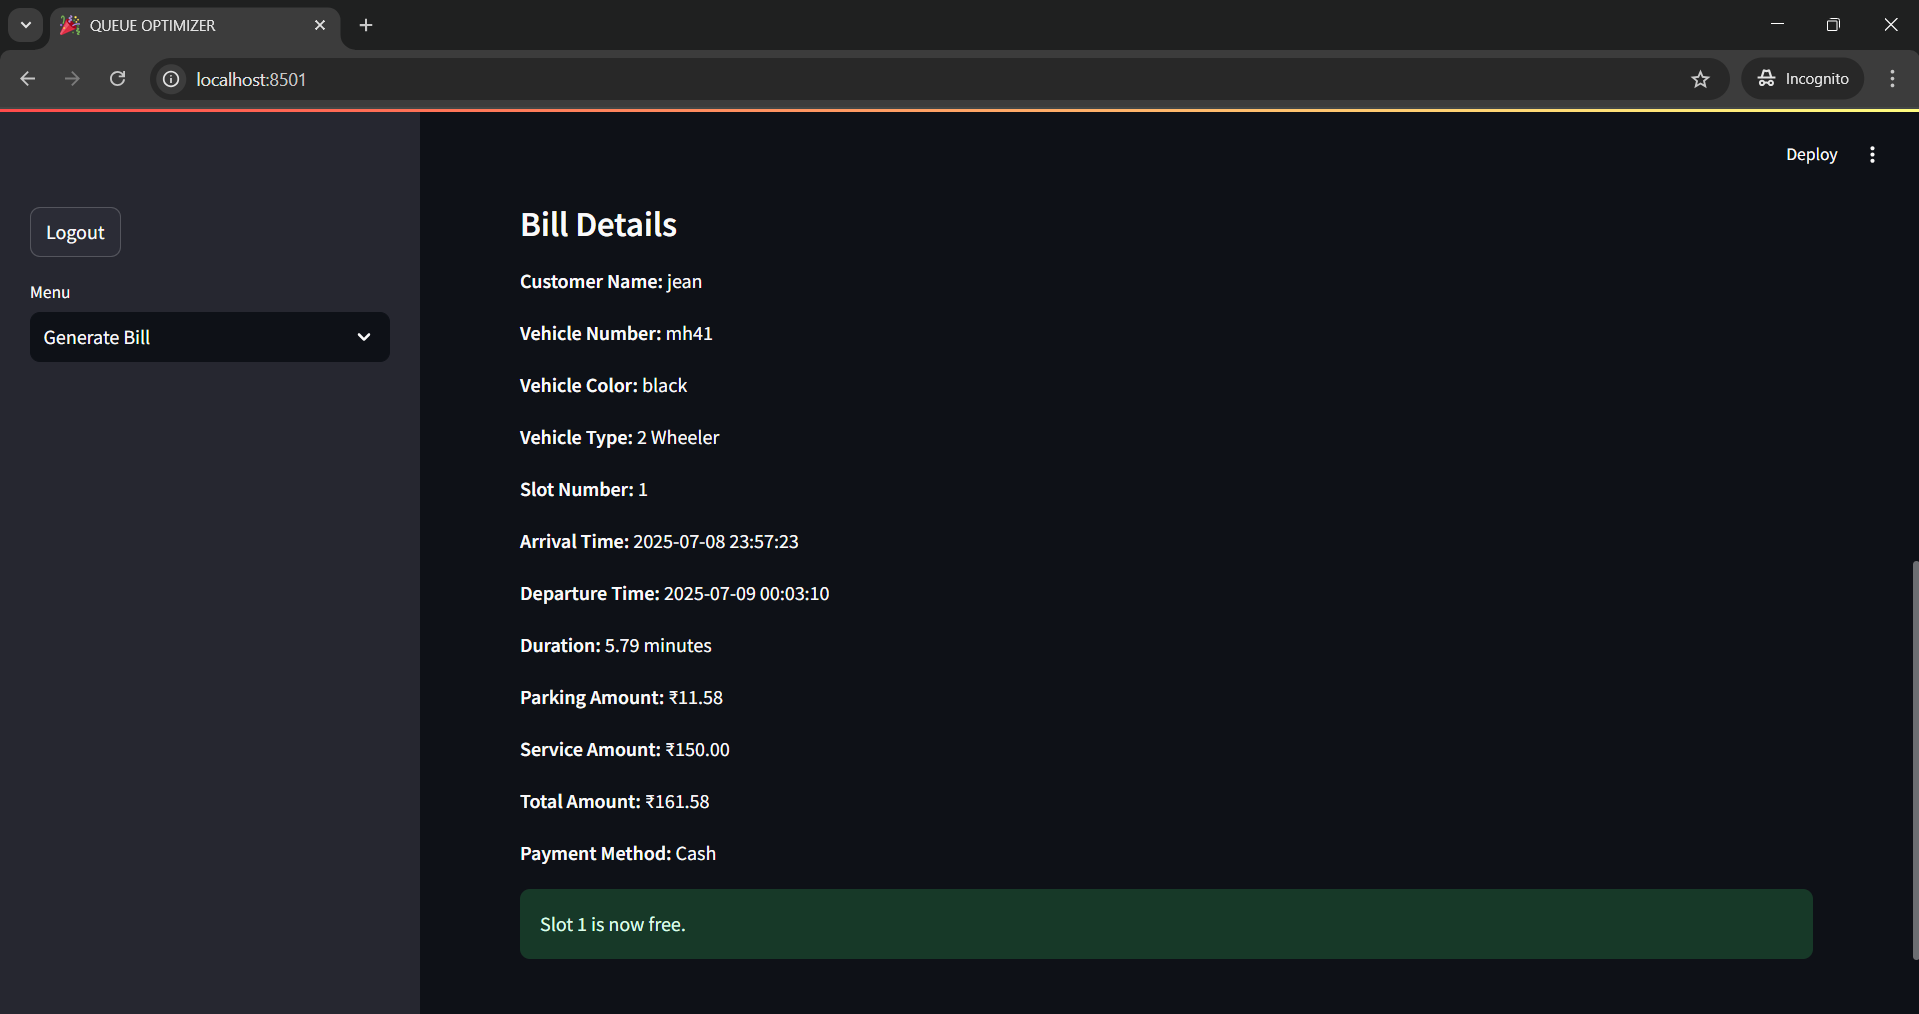 QUEUE OPTIMIZER
localhost:8501
Incognito
Deploy
Logout
Menu
Generate Bill
Bill Details
Customer Name: jean
Vehicle Number: mh41
Vehicle Color: black
Vehicle Type: 2 Wheeler
Slot Number: 1
Arrival Time: 2025-07-08 23:57:23
Departure Time: 2025-07-09 00:03:10
Duration: 5.79 minutes
Parking Amount: ₹11.58
Service Amount: ₹150.00
Total Amount: ₹161.58
Payment Method: Cash
Slot 1 is now free.